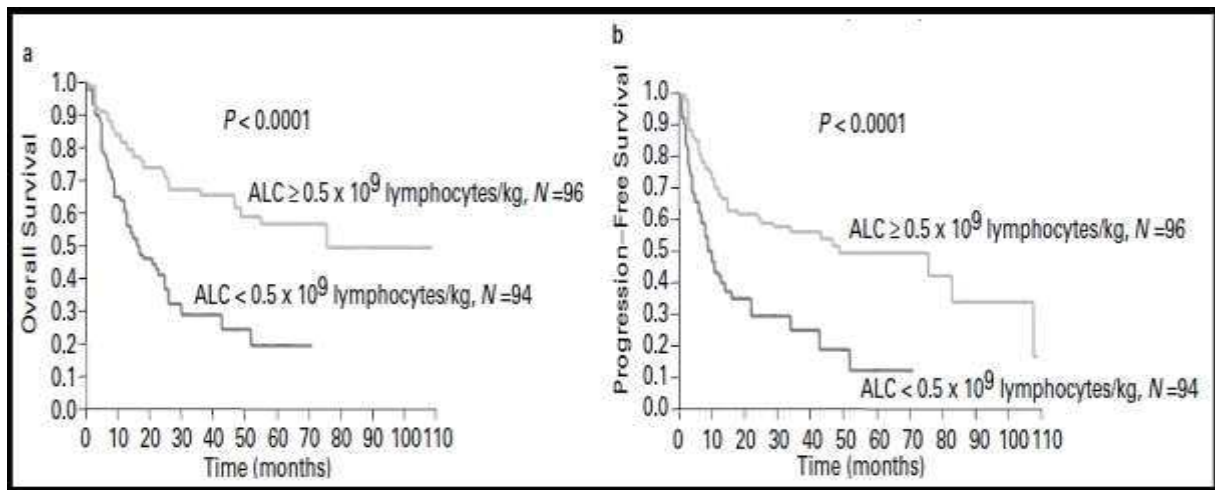 a
Overall Survival
1.0
0.9
0.8
0.7
0.6
0.5
0.4
0.3
0.2
0.1
0.0
P < 0.0001
ALC ≥ 0.5 x 10⁹ lymphocytes/kg, N =96
ALC < 0.5 x 10⁹ lymphocytes/kg, N =94
0 10 20 30 40 50 60 70 80 90 100 110
Time (months)
b
Progression–Free Survival
1.0
0.9
0.8
0.7
0.6
0.5
0.4
0.3
0.2
0.1
0.0
P < 0.0001
ALC ≥ 0.5 x 10⁹ lymphocytes/kg, N =96
ALC < 0.5 x 10⁹ lymphocytes/kg, N =94
0 10 20 30 40 50 60 70 80 90 100 110
Time (months)